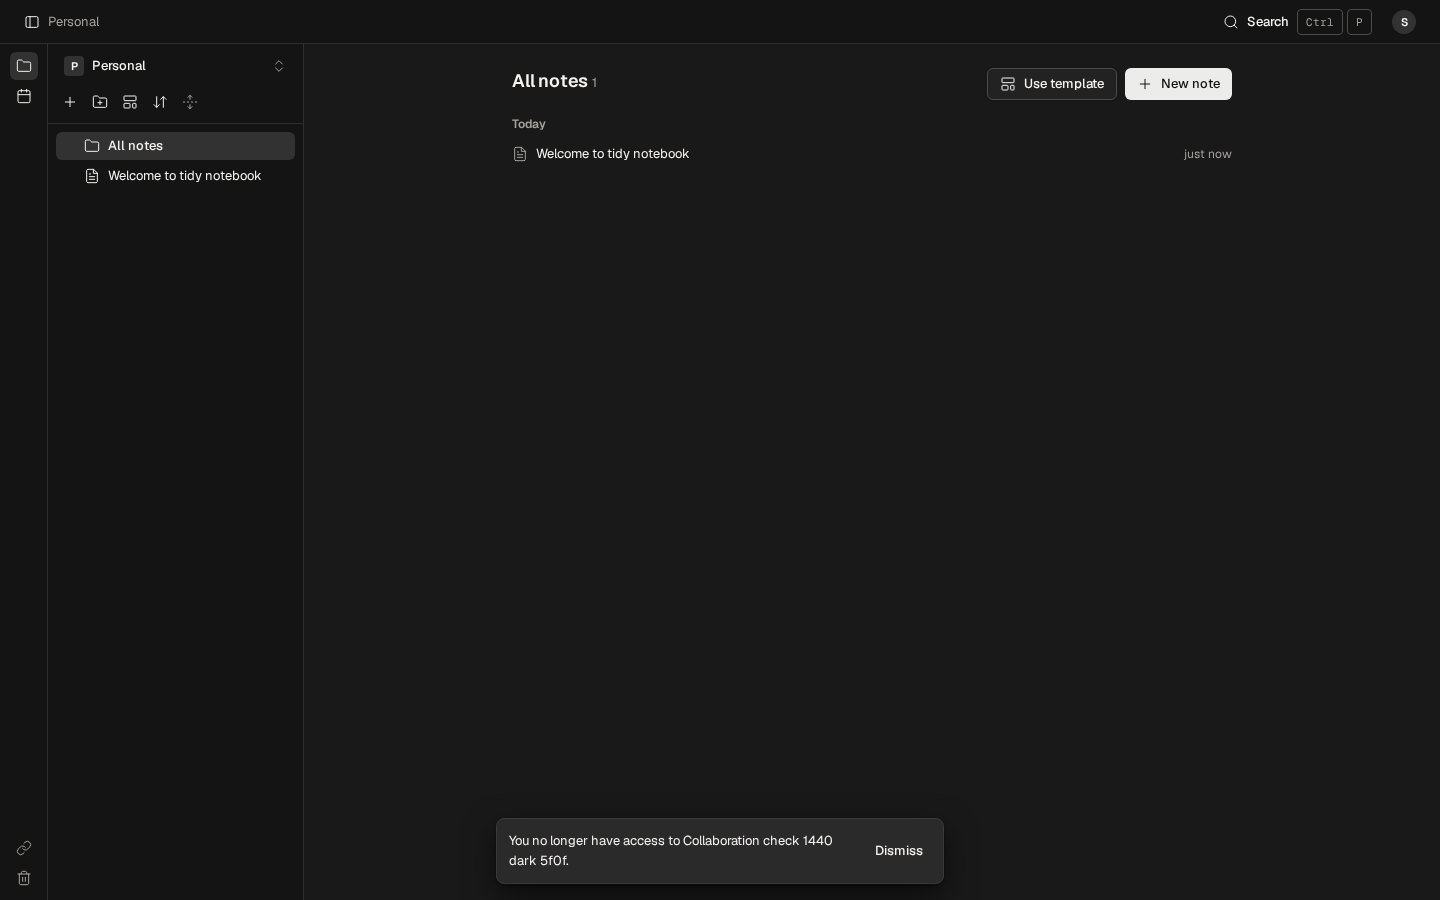 Personal
Search Ctrl P S
P Personal
All notes
Welcome to tidy notebook
All notes 1
Use template
New note
Today
Welcome to tidy notebook just now
You no longer have access to Collaboration check 1440
dark 5f0f.
Dismiss